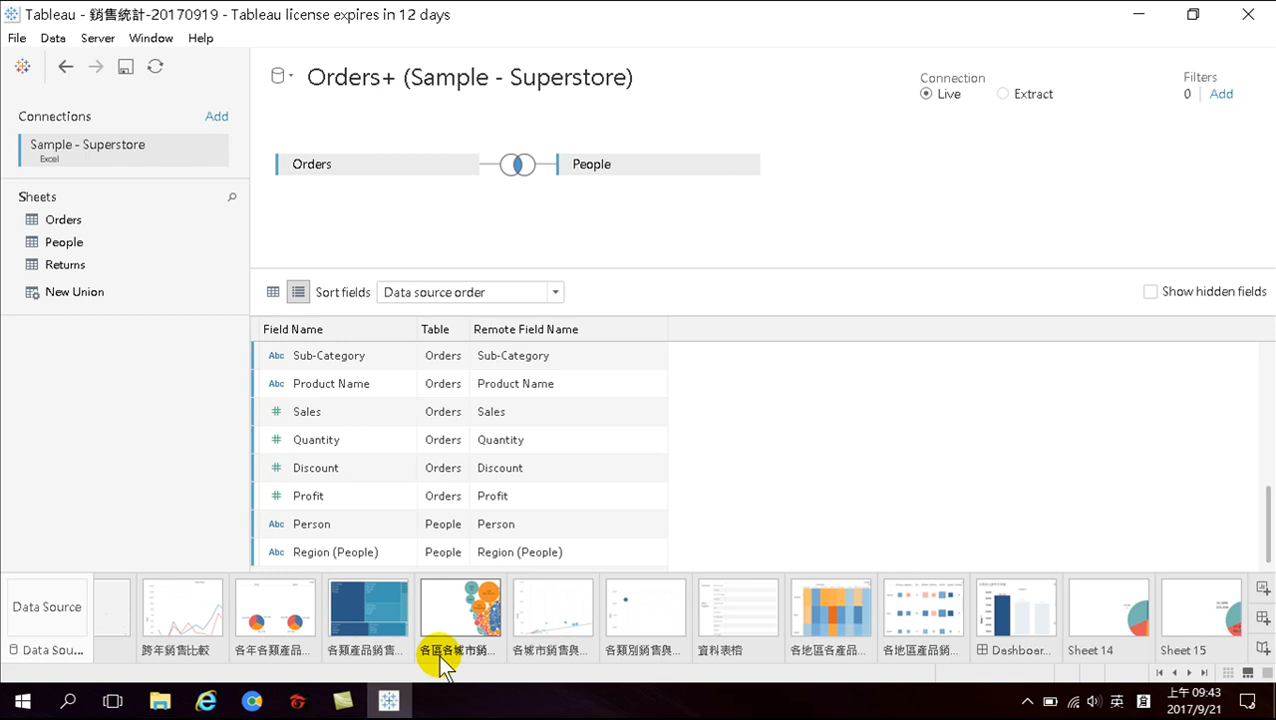 Tableau - 銷售統計-20170919 - Tableau license expires in 12 days
File Data Server Window Help
Connections Add
Sample - Superstore
Excel
Sheets
Orders
People
Returns
New Union
Orders+ (Sample - Superstore)
Connection
Live Extract
Filters
0 Add
Orders People
Sort fields Data source order Show hidden fields
Field Name Table Remote Field Name
Abc Sub-Category Orders Sub-Category
Abc Product Name Orders Product Name
# Sales Orders Sales
# Quantity Orders Quantity
# Discount Orders Discount
# Profit Orders Profit
Abc Person People Person
Abc Region (People) People Region (People)
Data Source
Data Sou... 跨年銷售比較 各年各類產品... 各類產品銷售... 各區各城市銷... 各城市銷售與... 各類別銷售與... 資料表檔 各地區各產品... 各地區產品銷... Dashboar... Sheet 14 Sheet 15
英
上午 09:43
2017/9/21